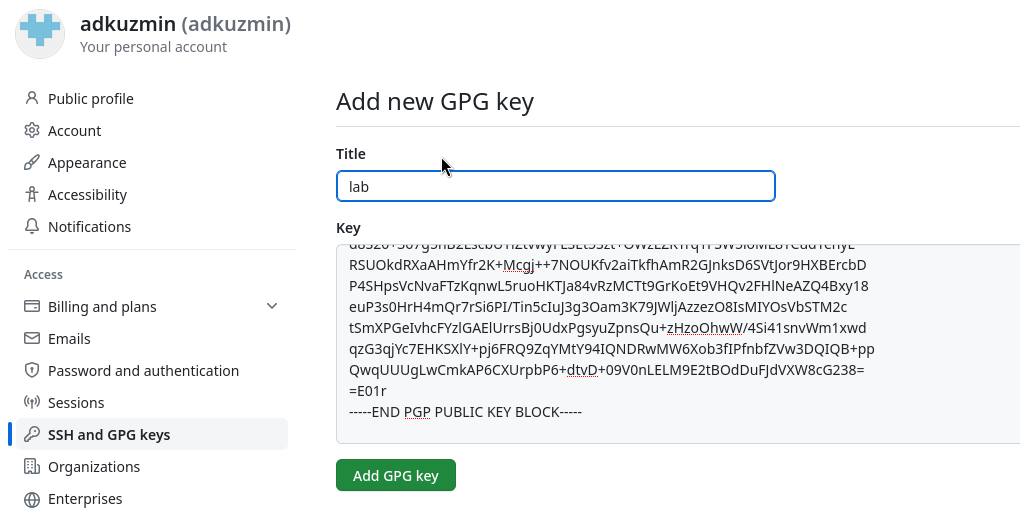 adkuzmin (adkuzmin)
Your personal account
Public profile
Account
Appearance
Accessibility
Notifications
Access
Billing and plans
Emails
Password and authentication
Sessions
SSH and GPG keys
Organizations
Enterprises
Add new GPG key
Title
lab
Key
RSUOkdRXaAHmYfr2K+Mcgj++7NOUKfv2aiTkfhAmR2GJnksD6SVtJor9HXBErcbD
P4SHpsVcNvaFTzKqnwL5ruoHKTJa84vRzMCTt9GrKoEt9VHQv2FHlNeAZQ4Bxy18
euP3s0HrH4mQr7rSi6PI/Tin5cIuJ3g3Oam3K79JWljAzzezO8IsMIYOsVbSTM2c
tSmXPGeIvhcFYzlGAElUrrsBj0UdxPgsyuZpnsQu+zHzoOhwW/4Si41snvWm1xwd
qzG3qjYc7EHKSXlY+pj6FRQ9ZqYMtY94IQNDRwMW6Xob3fIPfnbfZVw3DQIQB+pp
QwqUUUgLwCmkAP6CXUrpbP6+dtvD+09V0nLELM9E2tBOdDuFJdVXW8cG238=
=E01r
-----END PGP PUBLIC KEY BLOCK-----
Add GPG key